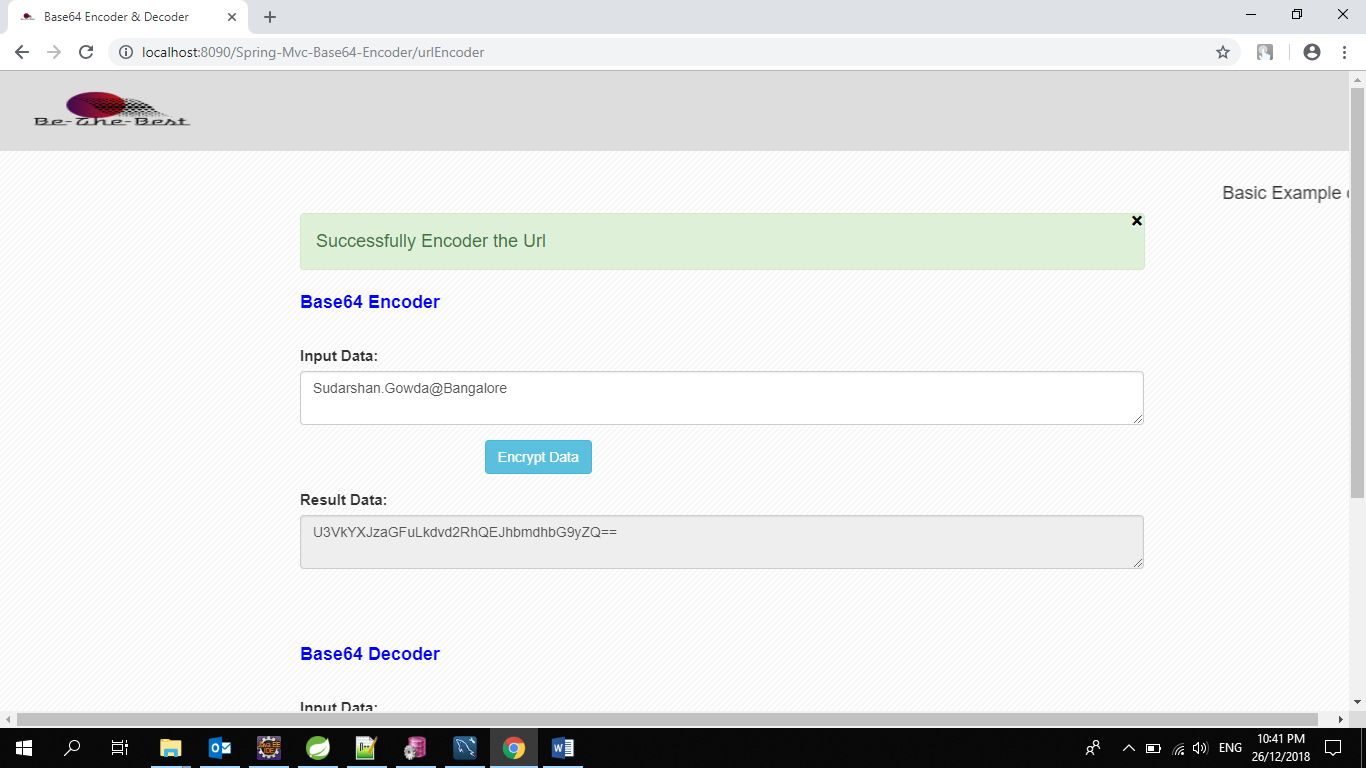 Base64 Encoder & Decoder
localhost:8090/Spring-Mvc-Base64-Encoder/urlEncoder
Be-The-Best
Basic Example
Successfully Encoder the Url
Base64 Encoder
Input Data:
Sudarshan.Gowda@Bangalore
Encrypt Data
Result Data:
U3VkYXJzaGFuLkdvd2RhQEJhbmdhbG9yZQ==
Base64 Decoder
Input Data:
ENG
10:41 PM
26/12/2018